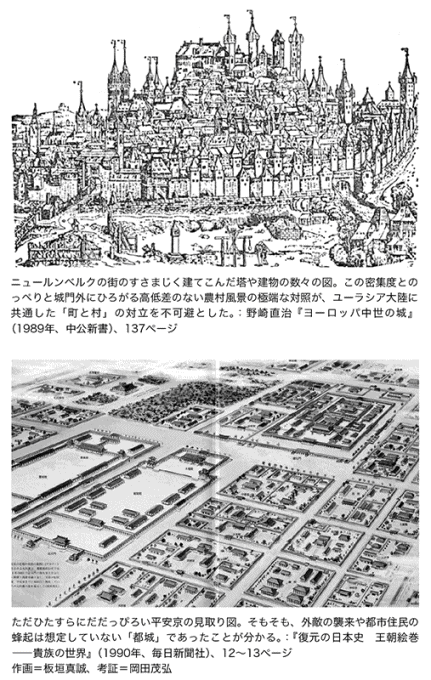 ニュールンベルクの街のすさまじく建てこんだ塔や建物の数々の図。この密集度との
っぺりと城門外にひろがる高低差のない農村風景の極端な対照が、ユーラシア大陸に
共通した「町と村」の対立を不可避とした。：野崎直治『ヨーロッパ中世の城』
（1989年、中公新書）、137ページ
ただひたすらにだだっぴろい平安京の見取り図。そもそも、外敵の襲来や都市住民の
蜂起は想定していない「都城」であったことが分かる。：『復元の日本史　王朝絵巻
――貴族の世界』（1990年、毎日新聞社）、12〜13ページ
作画＝板垣真誠、考証＝岡田茂弘